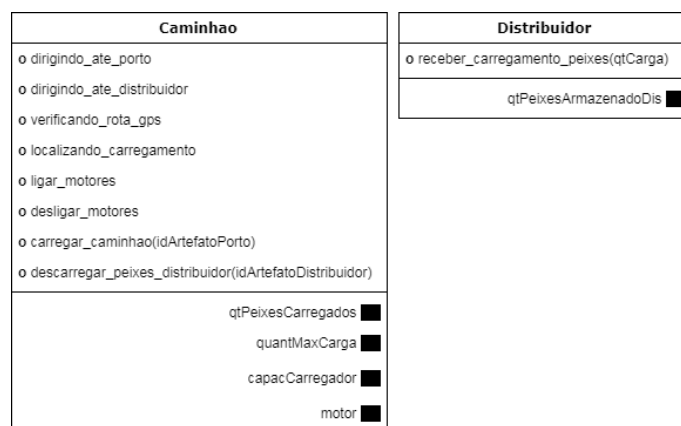 Caminhao
o dirigindo_ate_porto
o dirigindo_ate_distribuidor
o verificando_rota_gps
o localizando_carregamento
o ligar_motores
o desligar_motores
o carregar_caminhao(idArtefatoPorto)
o descarregar_peixes_distribuidor(idArtefatoDistribuidor)
qtPeixesCarregados
quantMaxCarga
capacCarregador
motor
Distribuidor
o receber_carregamento_peixes(qtCarga)
qtPeixesArmazenadoDis